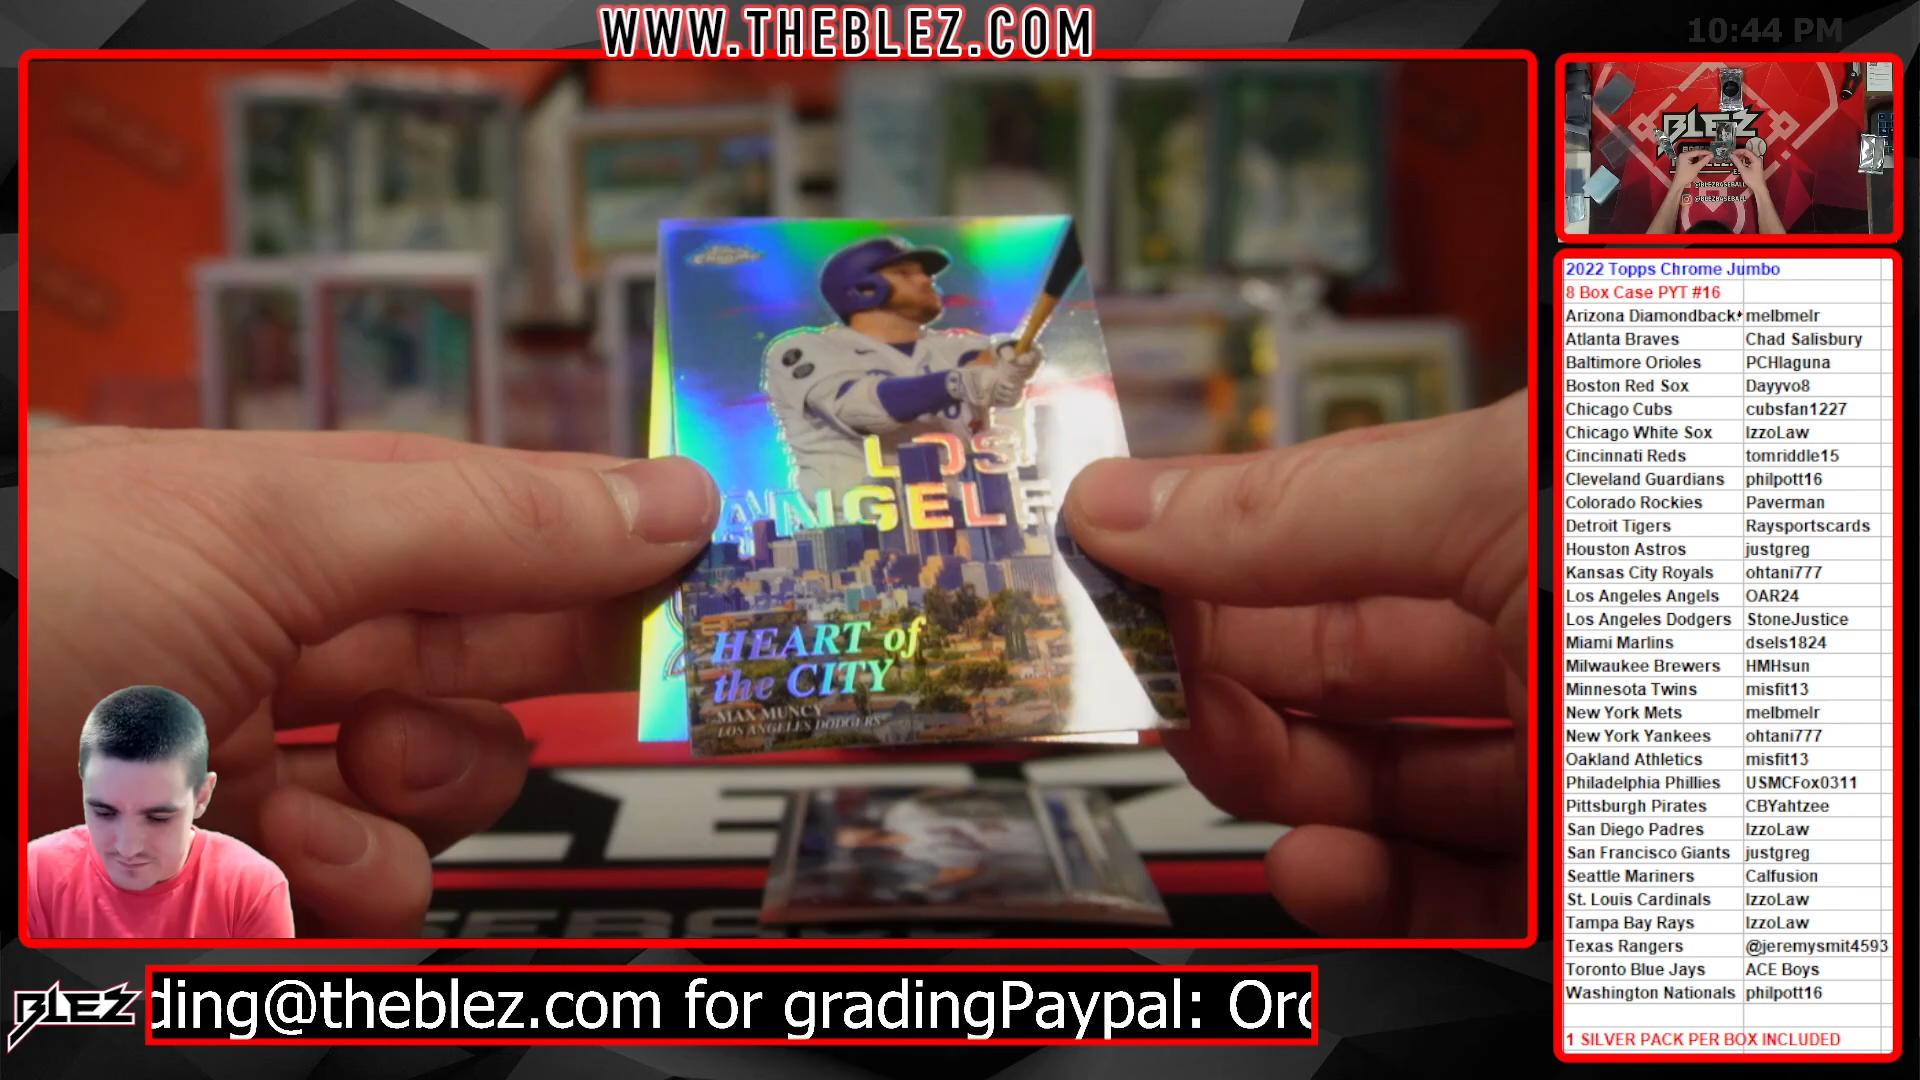 WWW.THEBLEZ.COM
10:44 PM
LOS
ANGELE
HEART of
the CITY
MAX MUNCY
LOS ANGELES DODGERS
BLEZ
@BLEZBASEBALL
@BLEZBASEBALL
2022 Topps Chrome Jumbo
8 Box Case PYT #16
Arizona Diamondback melbmelr
Atlanta Braves Chad Salisbury
Baltimore Orioles PCHlaguna
Boston Red Sox Dayyvo8
Chicago Cubs cubsfan1227
Chicago White Sox IzzoLaw
Cincinnati Reds tomriddle15
Cleveland Guardians philpott16
Colorado Rockies Paverman
Detroit Tigers Raysportscards
Houston Astros justgreg
Kansas City Royals ohtani777
Los Angeles Angels OAR24
Los Angeles Dodgers StoneJustice
Miami Marlins dsels1824
Milwaukee Brewers HMHsun
Minnesota Twins misfit13
New York Mets melbmelr
New York Yankees ohtani777
Oakland Athletics misfit13
Philadelphia Phillies USMCFox0311
Pittsburgh Pirates CBYahtzee
San Diego Padres IzzoLaw
San Francisco Giants justgreg
Seattle Mariners Calfusion
St. Louis Cardinals IzzoLaw
Tampa Bay Rays IzzoLaw
Texas Rangers @jeremysmit4593
Toronto Blue Jays ACE Boys
Washington Nationals philpott16
1 SILVER PACK PER BOX INCLUDED
BLEZ
ding@theblez.com for gradingPaypal: Orc